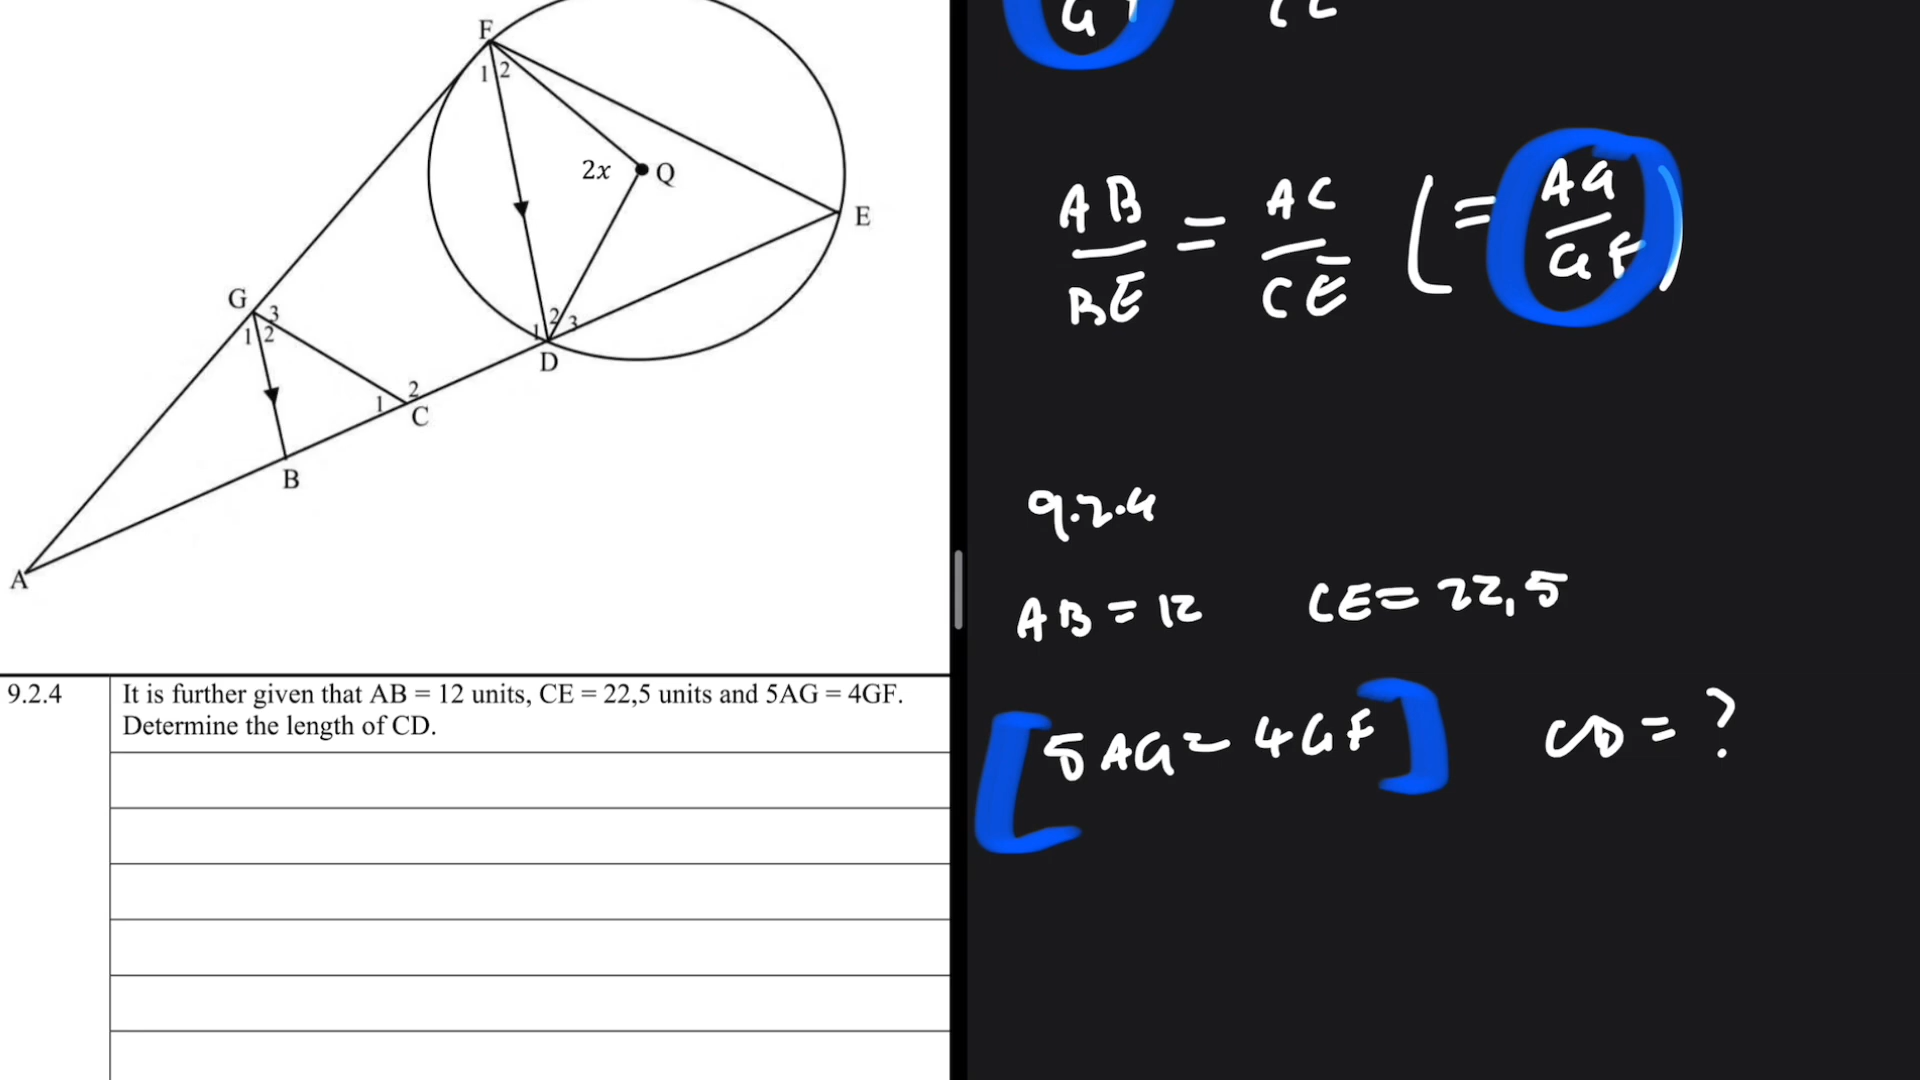 F
1 2
2x Q
E
G
3
1 2
2
1 3
D
2
1
C
B
A
9.2.4 It is further given that AB = 12 units, CE = 22,5 units and 5AG = 4GF.
Determine the length of CD.
G
AB/BE = AC/CE (= AG/GF)
9.2.4
AB = 12 CE = 22,5
[5AG = 4GF] CD = ?